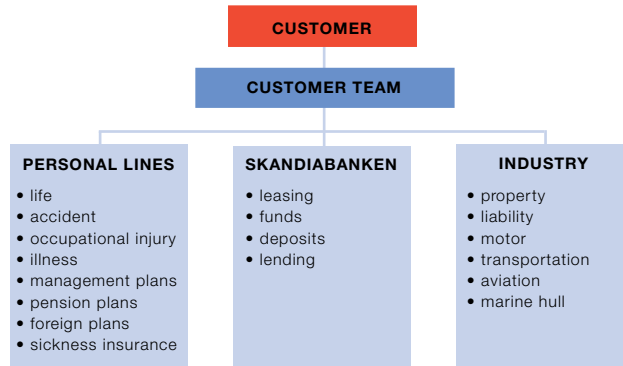 CUSTOMER
CUSTOMER TEAM
PERSONAL LINES
• life
• accident
• occupational injury
• illness
• management plans
• pension plans
• foreign plans
• sickness insurance
SKANDIABANKEN
• leasing
• funds
• deposits
• lending
INDUSTRY
• property
• liability
• motor
• transportation
• aviation
• marine hull